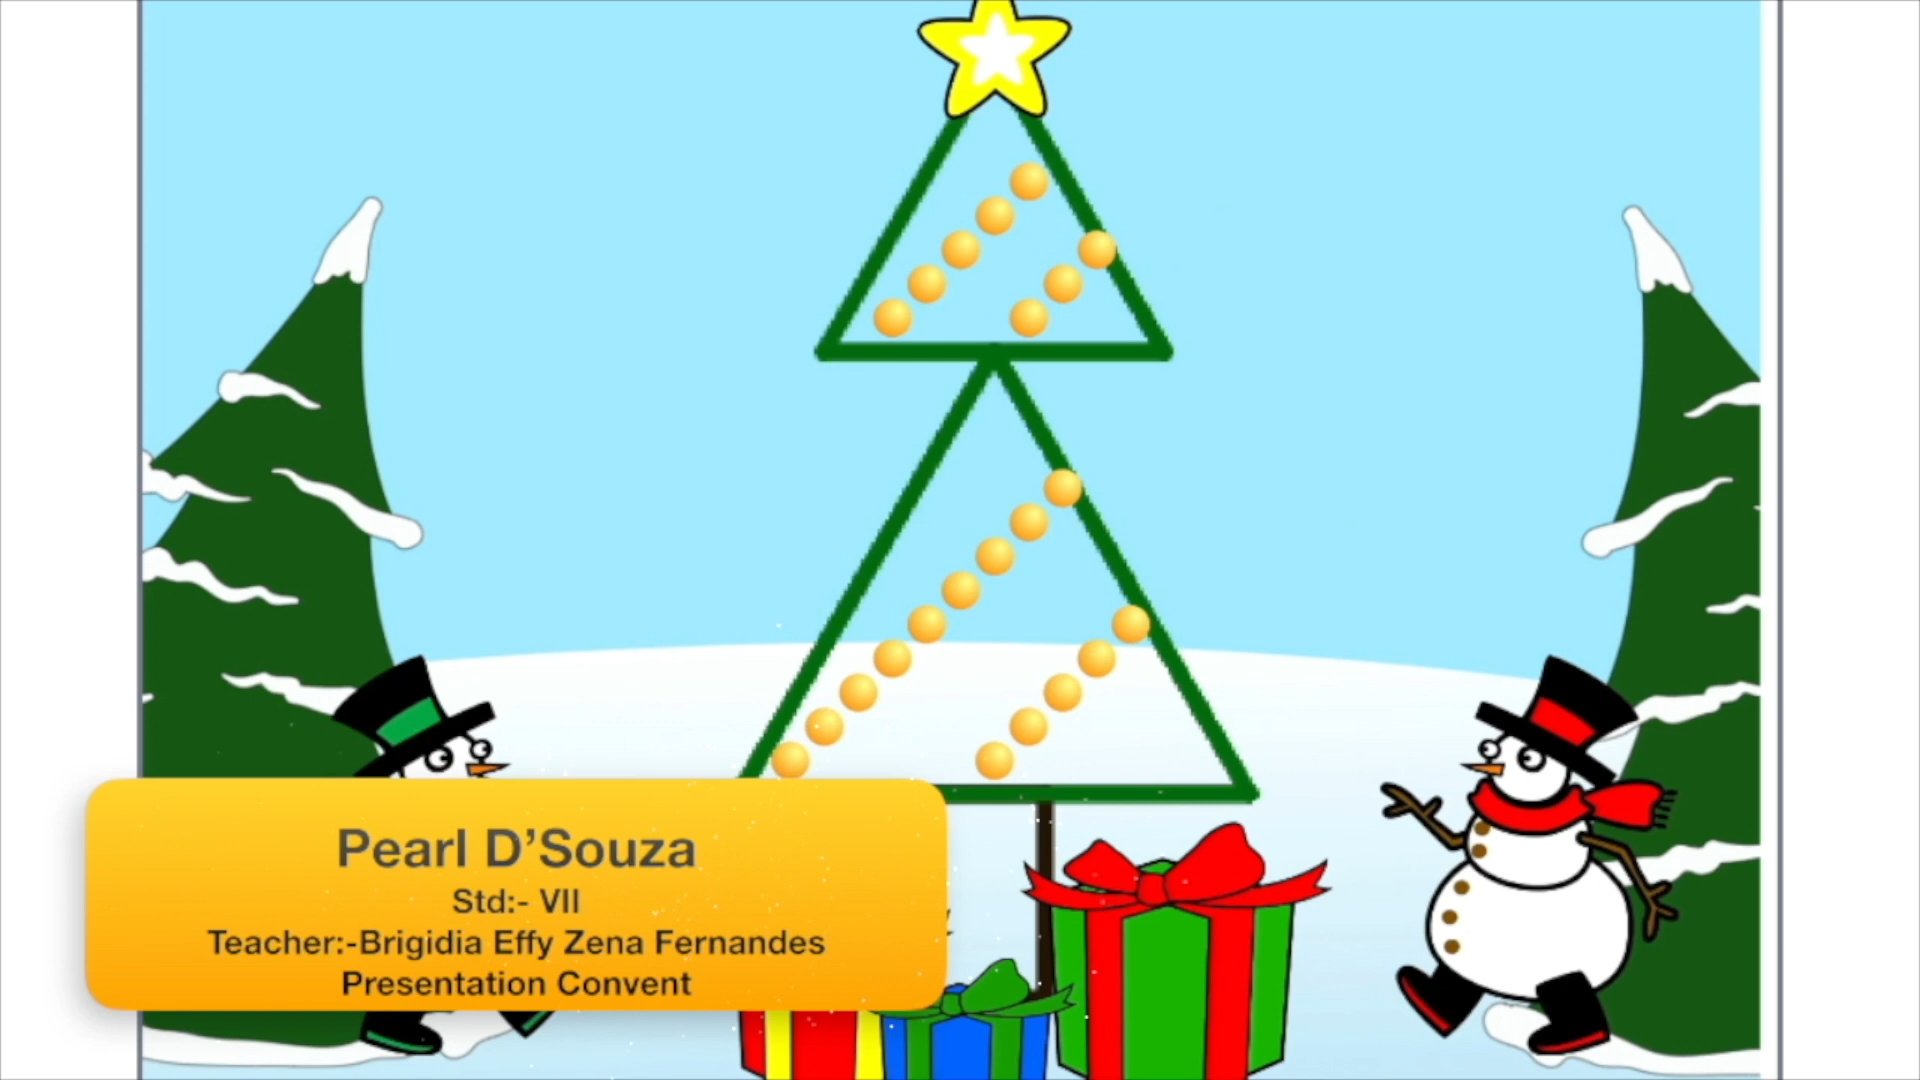 Pearl D’Souza
Std:- VII
Teacher:-Brigidia Effy Zena Fernandes
Presentation Convent